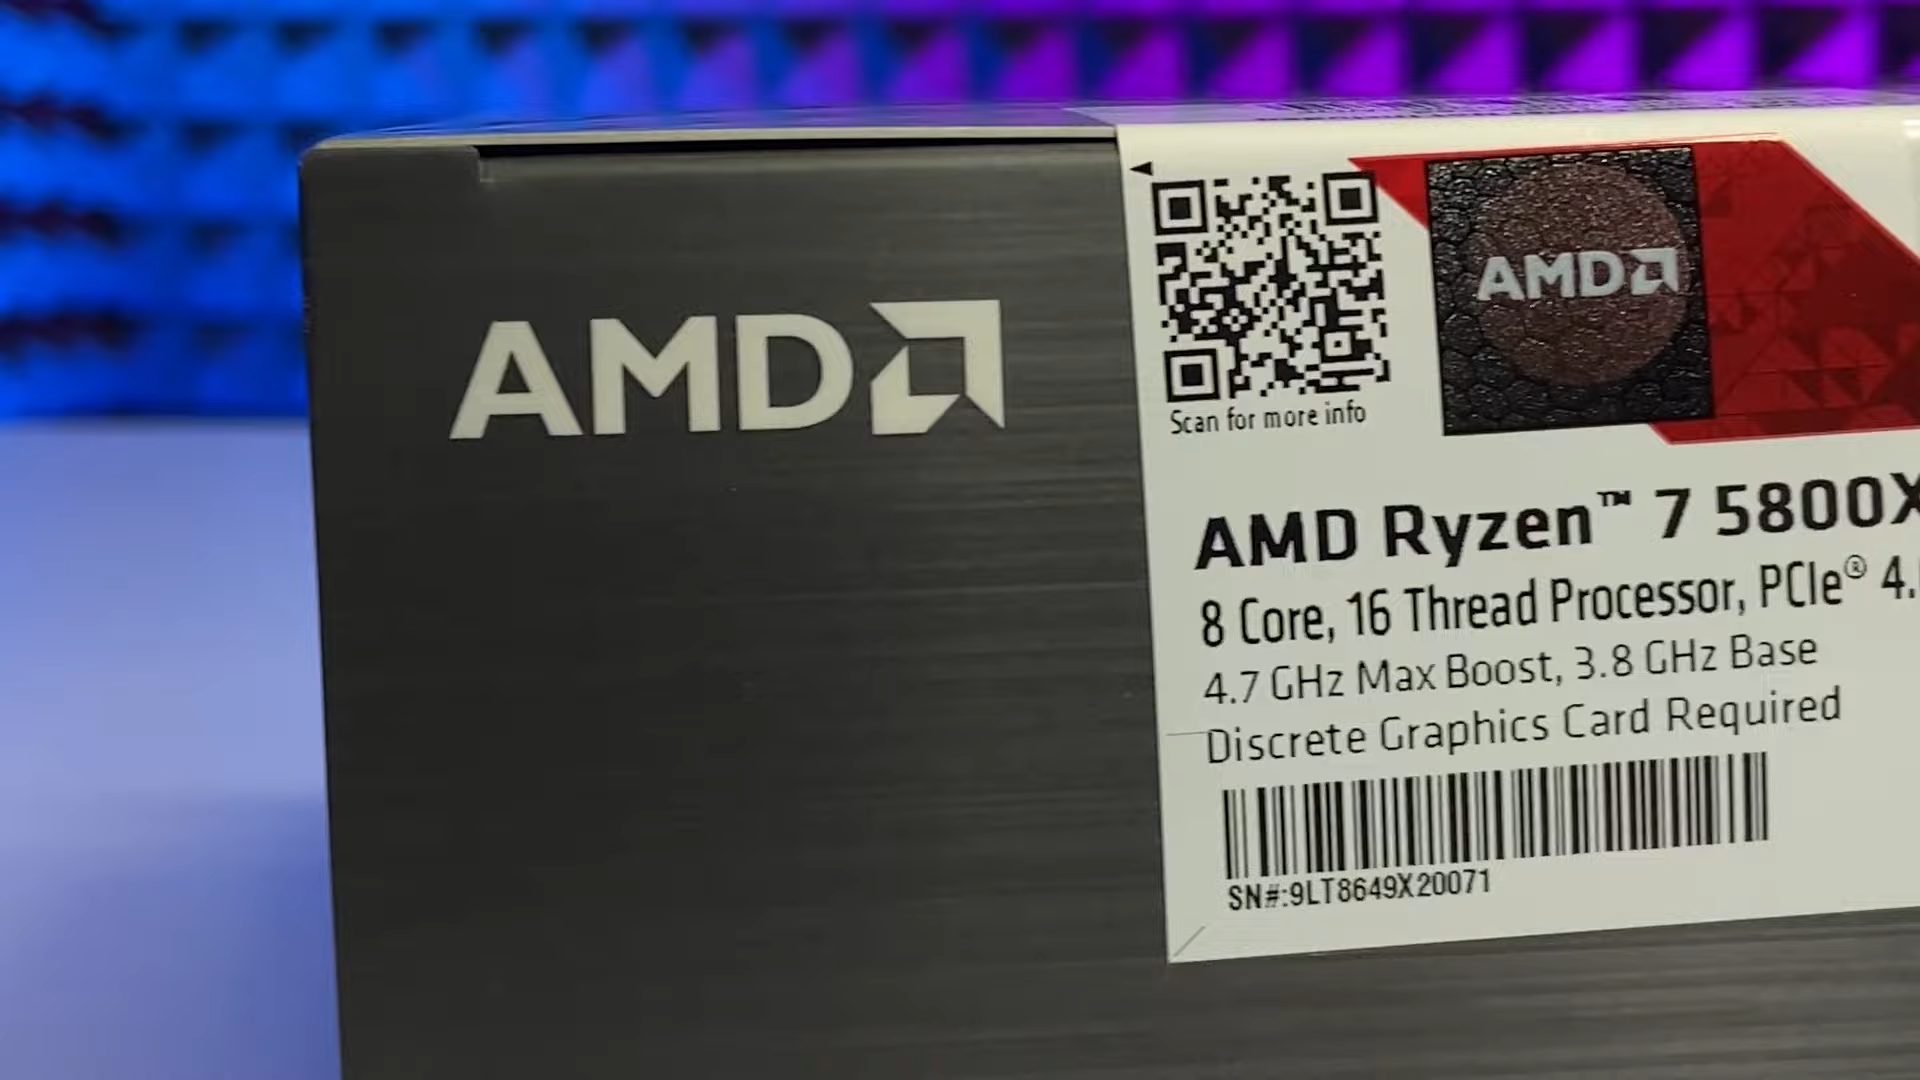 AMD
Scan for more info
AMD
AMD Ryzen™ 7 5800X
8 Core, 16 Thread Processor, PCIe® 4.
4.7 GHz Max Boost, 3.8 GHz Base
Discrete Graphics Card Required
SN#:9LT8649X20071